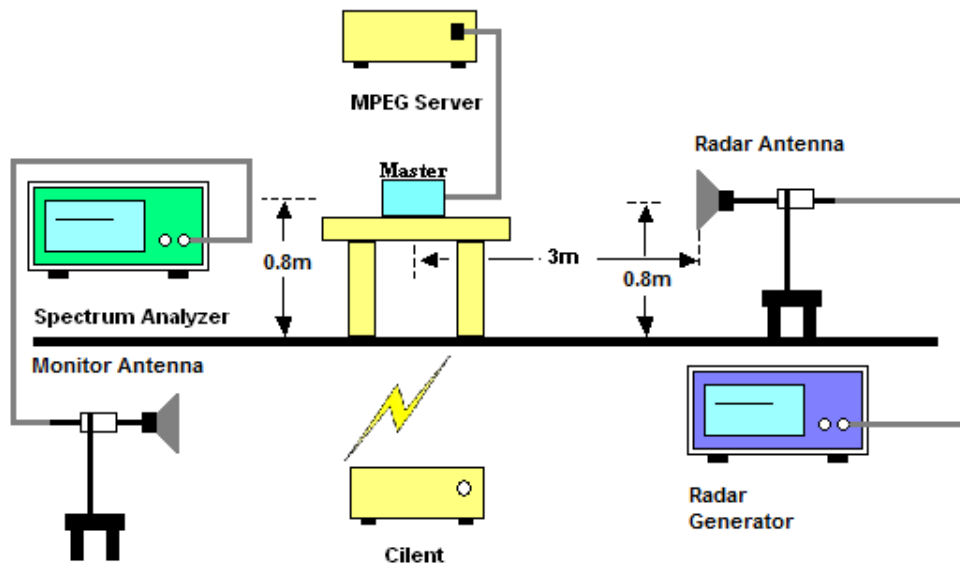 MPEG Server
Master
Radar Antenna
0.8m
3m
0.8m
Spectrum Analyzer
Monitor Antenna
Radar
Generator
Cilent